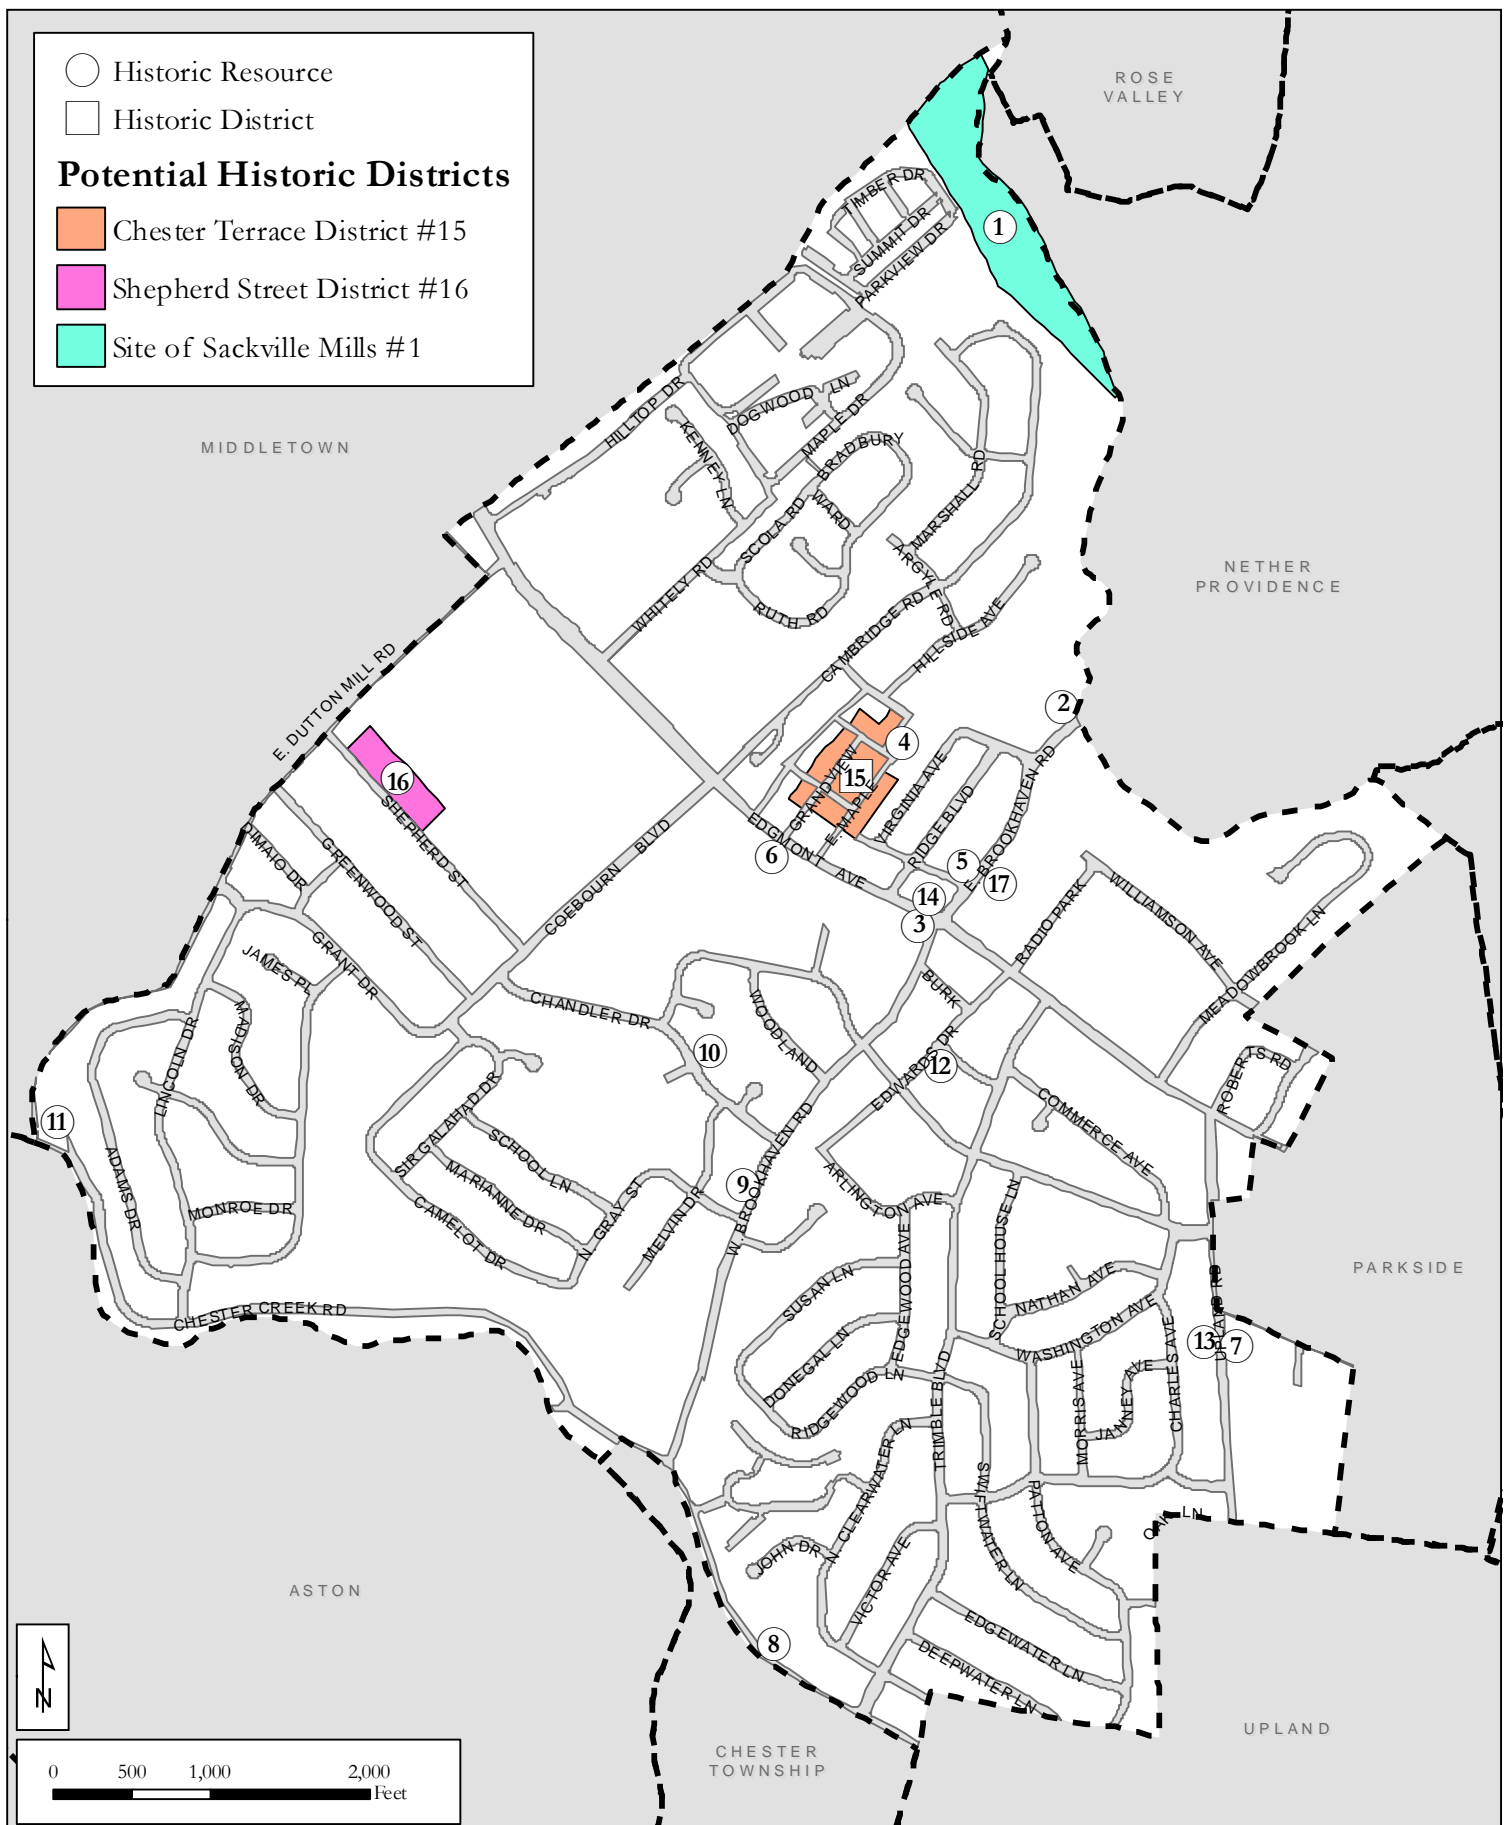 Historic Resource
Historic District
Potential Historic Districts
Chester Terrace District #15
Shepherd Street District #16
Site of Sackville Mills #1
ROSE
VALLEY
TIMBER DR
SUMMIT DR
PARKVIEW DR
1
MIDDLETOWN
HILLTOP DR
DOGWOOD LN
KENNEY LN
MAPLE DR
BRADBURY
WARD
SCOLA RD
MARSHALL RD
ARGYLE RD
WHITELY RD
RUTH RD
CAMBRIDGE RD
HILLSIDE AVE
NETHER
PROVIDENCE
E. DUTTON MILL RD
2
4
15
16
GRANDVIEW
E. MAPLE
VIRGINIA AVE
RIDGE BLVD
E. BROOKHAVEN RD
SHEPHERD ST
EDGMONT AVE
6
5
17
14
3
DIMAIO DR
GREENWOOD ST
COEBOURN BLVD
RADIO PARK
WILLIAMSON AVE
MEADOWBROOK LN
JAMES PL
GRANT DR
CHANDLER DR
WOODLAND
BURK
EDWARDS DR
10
12
MADISON DR
LINCOLN DR
ROBERTS RD
COMMERCE AVE
11
ADAMS DR
MONROE DR
SIR GALAHAD DR
SCHOOL LN
MARIANNE DR
CAMELOT DR
N. GRAY ST
MELVIN DR
9
W. BROOKHAVEN RD
ARLINGTON AVE
SCHOOL HOUSE LN
CHESTER CREEK RD
SUSAN LN
EDGEWOOD AVE
NATHAN AVE
WASHINGTON AVE
UPLAND RD
PARKSIDE
13
7
DONEGAL LN
RIDGEWOOD LN
TRIMBLE BLVD
MORRIS AVE
JANNEY AVE
CHARLES AVE
N. CLEARWATER LN
SWIFTWATER LN
PATTON AVE
OAK LN
JOHN DR
VICTOR AVE
ASTON
EDGEWATER LN
DEEPWATER LN
8
N
CHESTER
TOWNSHIP
UPLAND
0 500 1,000 2,000
Feet